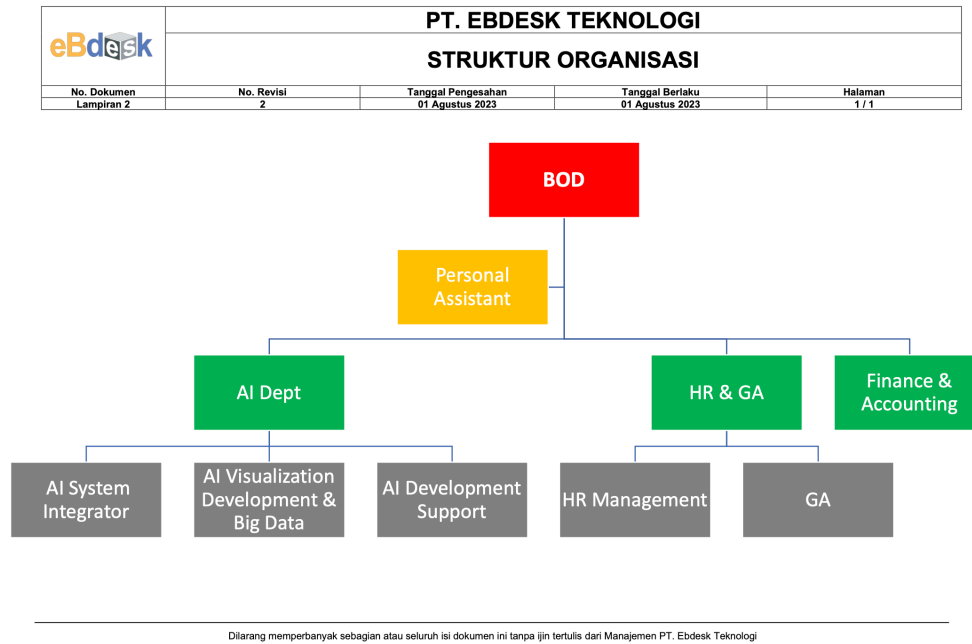 eBdesk
PT. EBDESK TEKNOLOGI
STRUKTUR ORGANISASI
No. Dokumen No. Revisi Tanggal Pengesahan Tanggal Berlaku Halaman
Lampiran 2 2 01 Agustus 2023 01 Agustus 2023 1 / 1
BOD
Personal
Assistant
AI Dept
HR & GA
Finance &
Accounting
AI System
Integrator
AI Visualization
Development &
Big Data
AI Development
Support
HR Management
GA
Dilarang memperbanyak sebagian atau seluruh isi dokumen ini tanpa ijin tertulis dari Manajemen PT. Ebdesk Teknologi